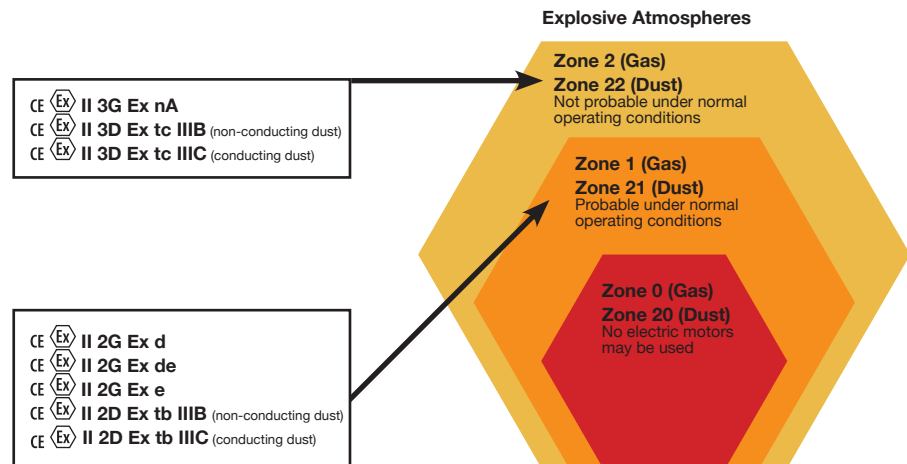 Explosive Atmospheres
Zone 2 (Gas)
Zone 22 (Dust)
Not probable under normal
operating conditions
CE Ex II 3G Ex nA
CE Ex II 3D Ex tc IIIB (non-conducting dust)
CE Ex II 3D Ex tc IIIC (conducting dust)
Zone 1 (Gas)
Zone 21 (Dust)
Probable under normal
operating conditions
Zone 0 (Gas)
Zone 20 (Dust)
No electric motors
may be used
CE Ex II 2G Ex d
CE Ex II 2G Ex de
CE Ex II 2G Ex e
CE Ex II 2D Ex tb IIIB (non-conducting dust)
CE Ex II 2D Ex tb IIIC (conducting dust)